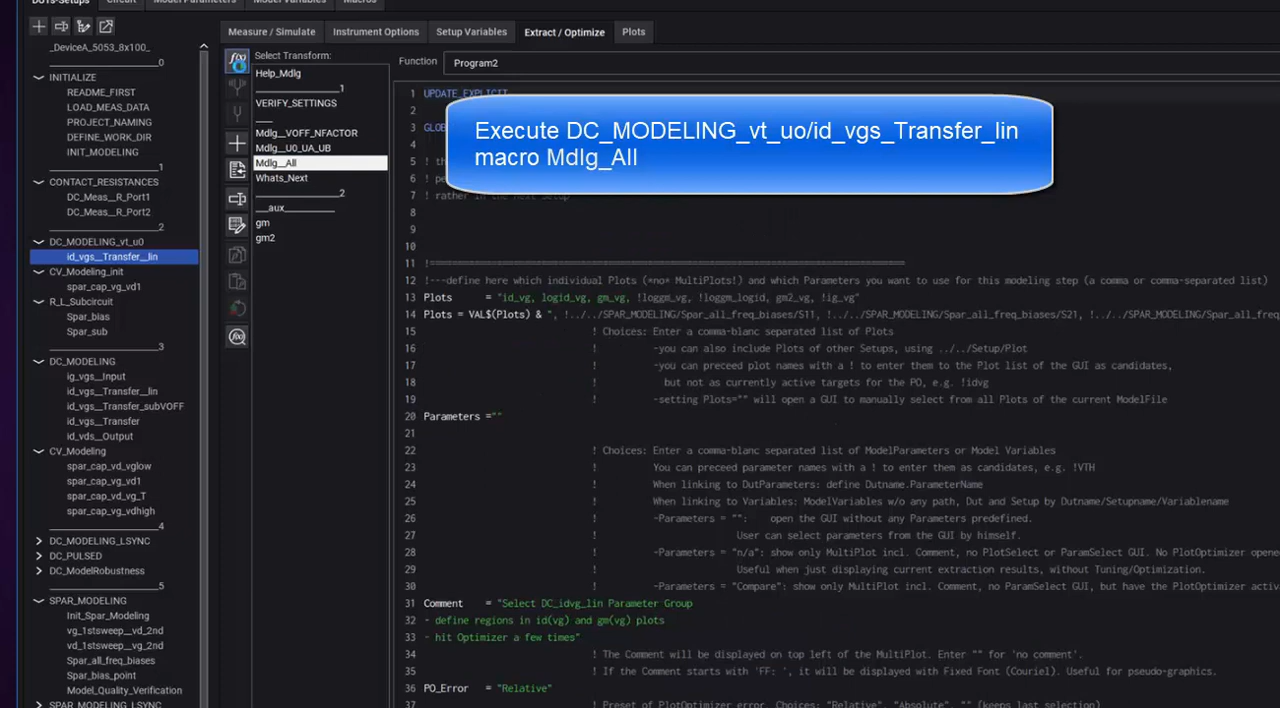 DUTs-Setups Circuit Model Parameters Model Variables Macros
_DeviceA_5053_8x100_
____________________0
INITIALIZE
README_FIRST
LOAD_MEAS_DATA
PROJECT_NAMING
DEFINE_WORK_DIR
INIT_MODELING
____________________1
CONTACT_RESISTANCES
DC_Meas__R_Port1
DC_Meas__R_Port2
____________________2
DC_MODELING_vt_u0
id_vgs__Transfer__lin
CV_Modeling_init
spar_cap_vg_vd1
R_L_Subcircuit
Spar_bias
Spar_sub
____________________3
DC_MODELING
ig_vgs__Input
id_vgs__Transfer__lin
id_vgs__Transfer_subVOFF
id_vgs__Transfer
id_vds__Output
CV_Modeling
spar_cap_vd_vglow
spar_cap_vg_vd1
spar_cap_vd_vg_T
spar_cap_vg_vdhigh
____________________4
DC_MODELING_LSYNC
DC_PULSED
DC_ModelRobustness
____________________5
SPAR_MODELING
Init_Spar_Modeling
vg_1stsweep__vd_2nd
vd_1stsweep__vg_2nd
Spar_all_freq_biases
Spar_bias_point
Model_Quality_Verification
SPAR_MODELING_LSYNC
Measure / Simulate Instrument Options Setup Variables Extract / Optimize Plots
Select Transform:
Help_Mdlg
________________1
VERIFY_SETTINGS
___
Mdlg__VOFF_NFACTOR
Mdlg__U0_UA_UB
Mdlg__All
Whats_Next
________________2
__aux__________
gm
gm2
Function Program2
Execute DC_MODELING_vt_uo/id_vgs_Transfer_lin
macro Mdlg_All
1 UPDATE_EXPLICIT
2
3 GLOB
4
5 ! th
6 ! pe
7 ! rather in the next Setup
8
9
10
11 !==============================================================================
12 !---define here which individual Plots (=no= MultiPlots!) and which Parameters you want to use for this modeling step (a comma or comma-separated list)
13 Plots = "id_vg, logid_vg, gm_vg, !loggm_vg, !loggm_logid, gm2_vg, !ig_vg"
14 Plots = VAL$(Plots) & ", !../../SPAR_MODELING/Spar_all_freq_biases/S11, !../../SPAR_MODELING/Spar_all_freq_biases/S21, !../../SPAR_MODELING/Spar_all_freq
15 ! Choices: Enter a comma-blanc separated list of Plots
16 ! -you can also include Plots of other Setups, using ../../Setup/Plot
17 ! -you can preceed plot names with a ! to enter them to the Plot list of the GUI as candidates,
18 ! but not as currently active targets for the PO, e.g. !idvg
19 ! -setting Plots="" will open a GUI to manually select from all Plots of the current ModelFile
20 Parameters =""
21
22 ! Choices: Enter a comma-blanc separated list of ModelParameters or Model Variables
23 ! You can preceed parameter names with a ! to enter them as candidates, e.g. !VTH
24 ! When linking to DutParameters: define Dutname.ParameterName
25 ! When linking to Variables: ModelVariables w/o any path, Dut and Setup by Dutname/Setupname/Variablename
26 ! -Parameters = "": open the GUI without any Parameters predefined.
27 ! User can select parameters from the GUI by himself.
28 ! -Parameters = "n/a": show only MultiPlot incl. Comment, no PlotSelect or ParamSelect GUI. No PlotOptimizer opene
29 ! Useful when just displaying current extraction results, without Tuning/Optimization.
30 ! -Parameters = "Compare": show only MultiPlot incl. Comment, no ParamSelect GUI, but have the PlotOptimizer activ
31 Comment = "Select DC_idvg_lin Parameter Group
32 - define regions in id(vg) and gm(vg) plots
33 - hit Optimizer a few times"
34 ! The Comment will be displayed on top left of the MultiPlot. Enter "" for 'no comment'.
35 ! If the Comment starts with 'FF: ', it will be displayed with Fixed Font (Couriel). Useful for pseudo-graphics.
36 PO_Error = "Relative"
37 ! Preset of PlotOptimizer error. Choices: "Relative", "Absolute", "" (keeps last selection)